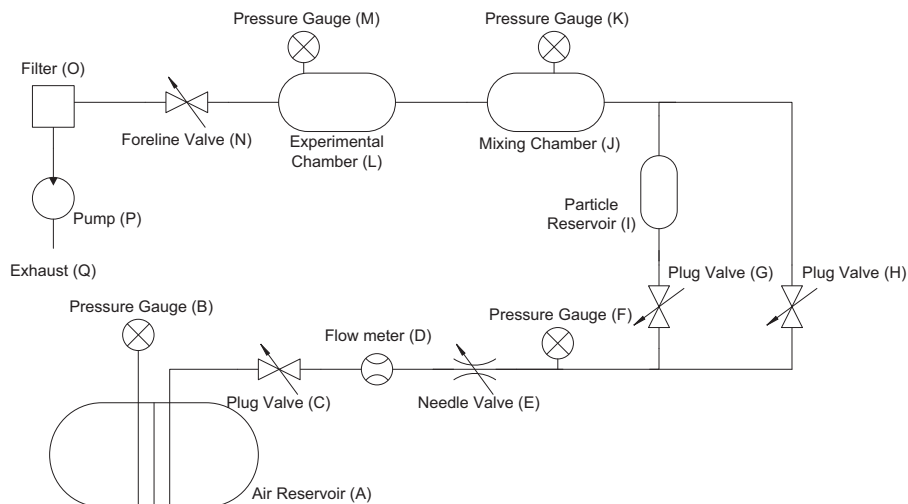 Pressure Gauge (M)
Pressure Gauge (K)
Filter (O)
Foreline Valve (N)
Experimental
Chamber (L)
Mixing Chamber (J)
Particle
Reservoir (I)
Pump (P)
Exhaust (Q)
Plug Valve (G)
Plug Valve (H)
Pressure Gauge (B)
Pressure Gauge (F)
Flow meter (D)
Plug Valve (C)
Needle Valve (E)
Air Reservoir (A)